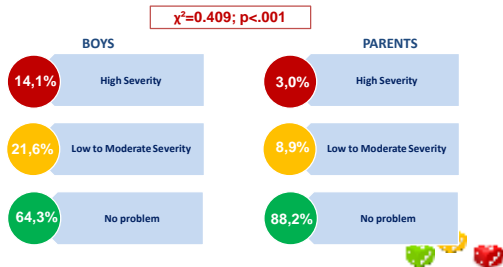 χ²=0.409; p<.001
BOYS
14,1% High Severity
21,6% Low to Moderate Severity
64,3% No problem
PARENTS
3,0% High Severity
8,9% Low to Moderate Severity
88,2% No problem